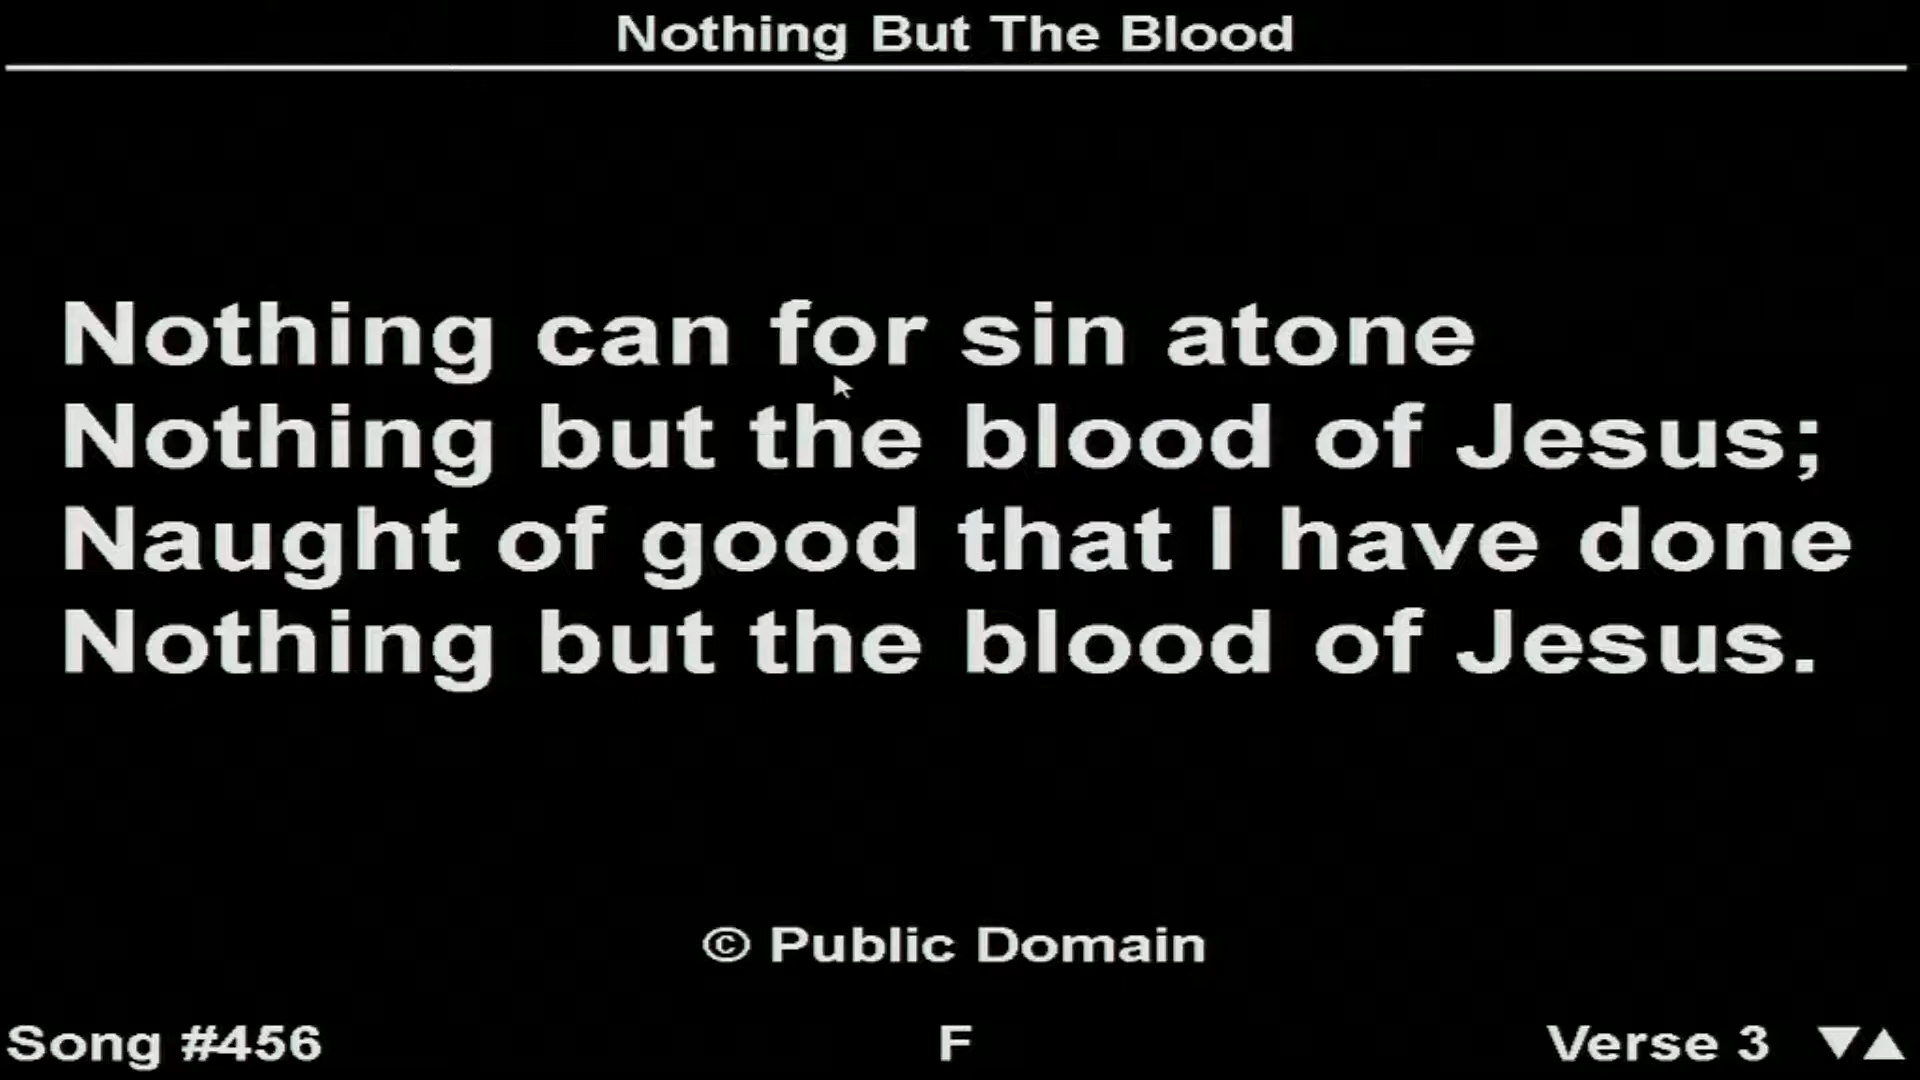 Nothing But The Blood
Nothing can for sin atone
Nothing but the blood of Jesus;
Naught of good that I have done
Nothing but the blood of Jesus.
© Public Domain
Song #456
F
Verse 3 ▼▲